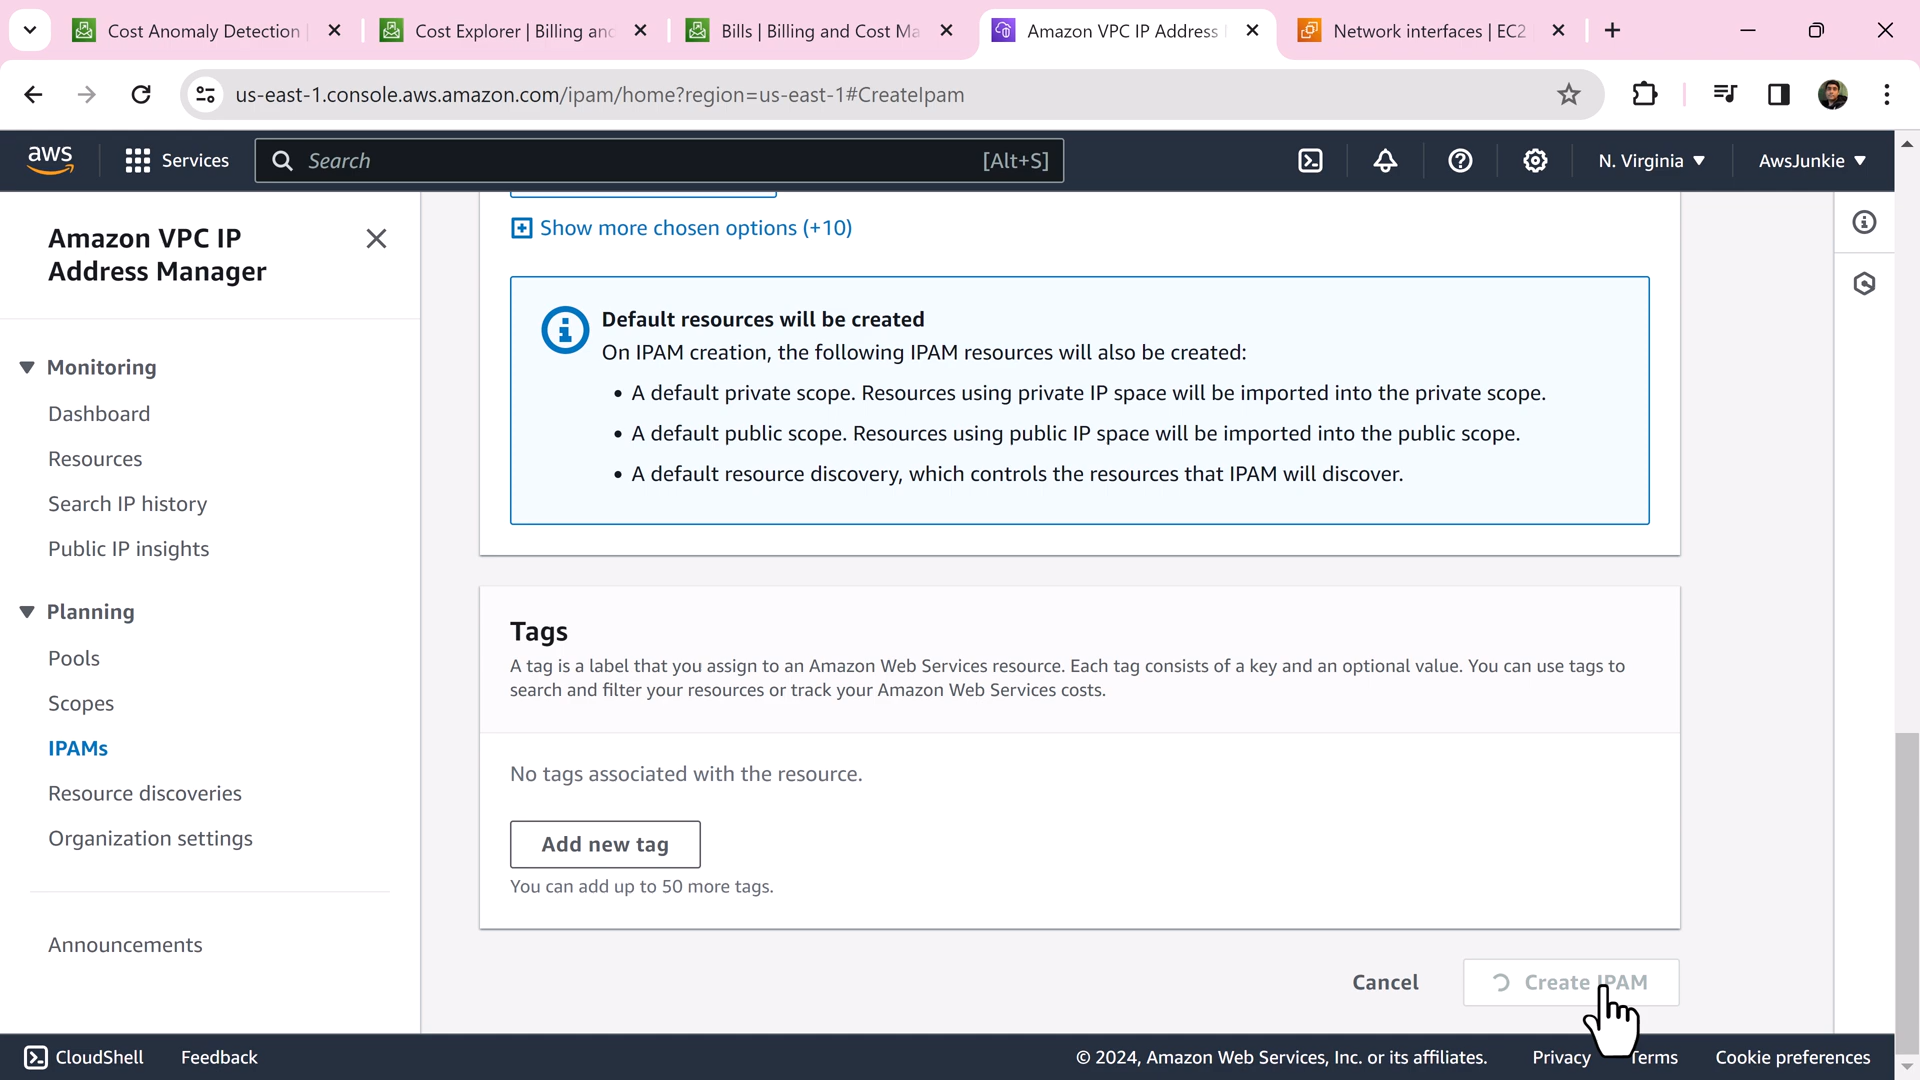 Cost Anomaly Detection
Cost Explorer | Billing and
Bills | Billing and Cost Ma
Amazon VPC IP Address
Network interfaces | EC2
us-east-1.console.aws.amazon.com/ipam/home?region=us-east-1#CreateIpam
aws
Services
Search
[Alt+S]
N. Virginia
AwsJunkie
Amazon VPC IP
Address Manager
Monitoring
Dashboard
Resources
Search IP history
Public IP insights
Planning
Pools
Scopes
IPAMs
Resource discoveries
Organization settings
Announcements
Show more chosen options (+10)
Default resources will be created
On IPAM creation, the following IPAM resources will also be created:
• A default private scope. Resources using private IP space will be imported into the private scope.
• A default public scope. Resources using public IP space will be imported into the public scope.
• A default resource discovery, which controls the resources that IPAM will discover.
Tags
A tag is a label that you assign to an Amazon Web Services resource. Each tag consists of a key and an optional value. You can use tags to
search and filter your resources or track your Amazon Web Services costs.
No tags associated with the resource.
Add new tag
You can add up to 50 more tags.
Cancel
Create IPAM
CloudShell
Feedback
© 2024, Amazon Web Services, Inc. or its affiliates.
Privacy
Terms
Cookie preferences